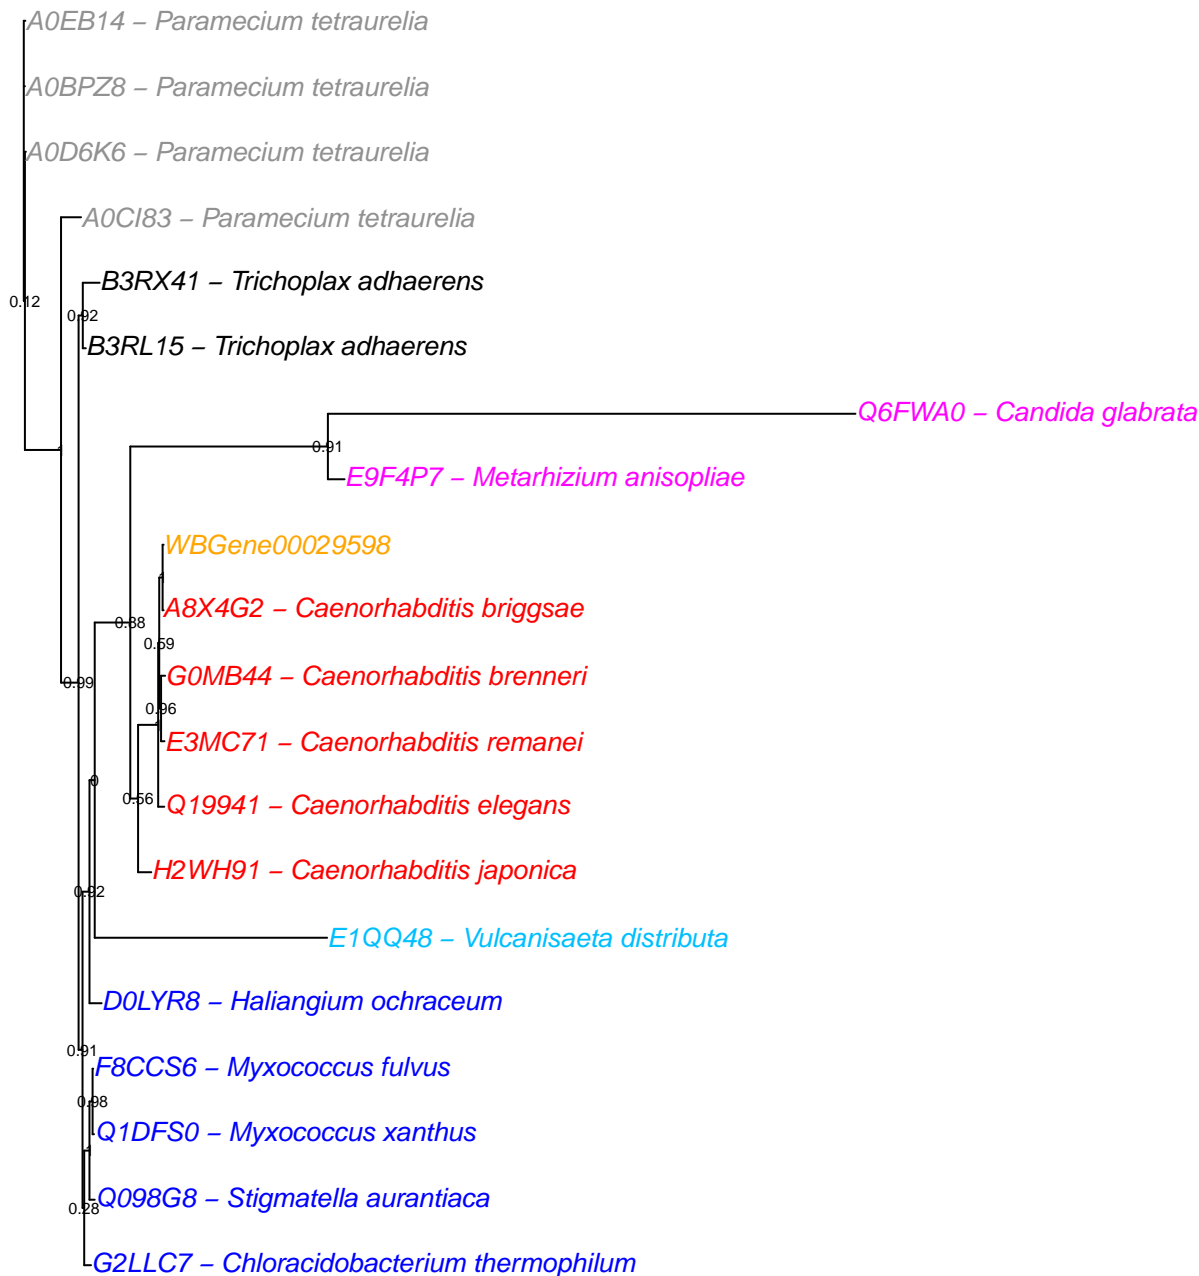 A0EB14 – Paramecium tetraurelia
A0BPZ8 – Paramecium tetraurelia
A0D6K6 – Paramecium tetraurelia
A0CI83 – Paramecium tetraurelia
B3RX41 – Trichoplax adhaerens
0.12
0.92
B3RL15 – Trichoplax adhaerens
Q6FWA0 – Candida glabrata
1
0.91
E9F4P7 – Metarhizium anisopliae
WBGene00029598
1
A8X4G2 – Caenorhabditis briggsae
0.88
0.59
G0MB44 – Caenorhabditis brenneri
0.99
0.96
1
E3MC71 – Caenorhabditis remanei
0
0.56
Q19941 – Caenorhabditis elegans
H2WH91 – Caenorhabditis japonica
0.92
E1QQ48 – Vulcanisaeta distributa
D0LYR8 – Haliangium ochraceum
0.91
F8CCS6 – Myxococcus fulvus
0.98
Q1DFS0 – Myxococcus xanthus
1
Q098G8 – Stigmatella aurantiaca
0.28
G2LLC7 – Chloracidobacterium thermophilum